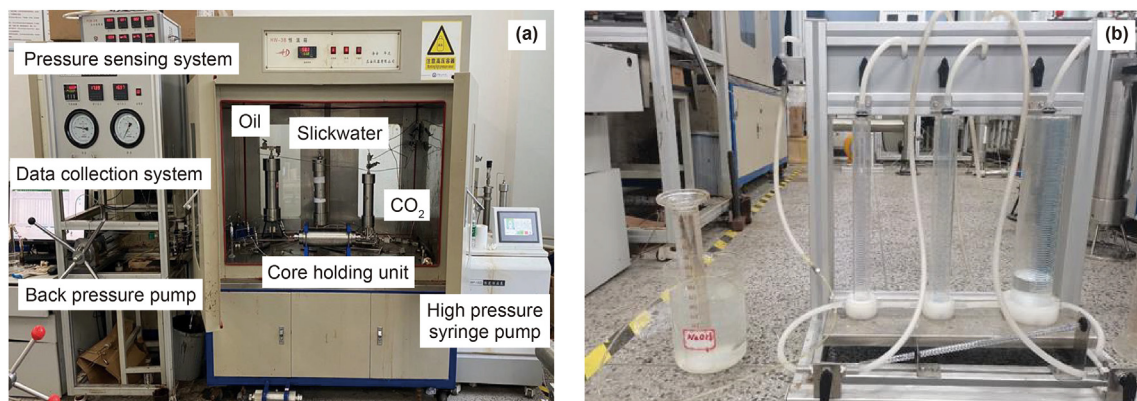 (a)
Pressure sensing system
Oil
Slickwater
Data collection system
CO₂
Core holding unit
Back pressure pump
High pressure
syringe pump
(b)
NaOH